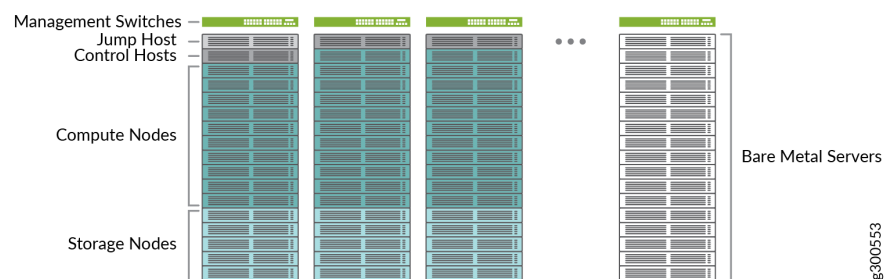 Management Switches
Jump Host
Control Hosts
Compute Nodes
Bare Metal Servers
Storage Nodes
g300553